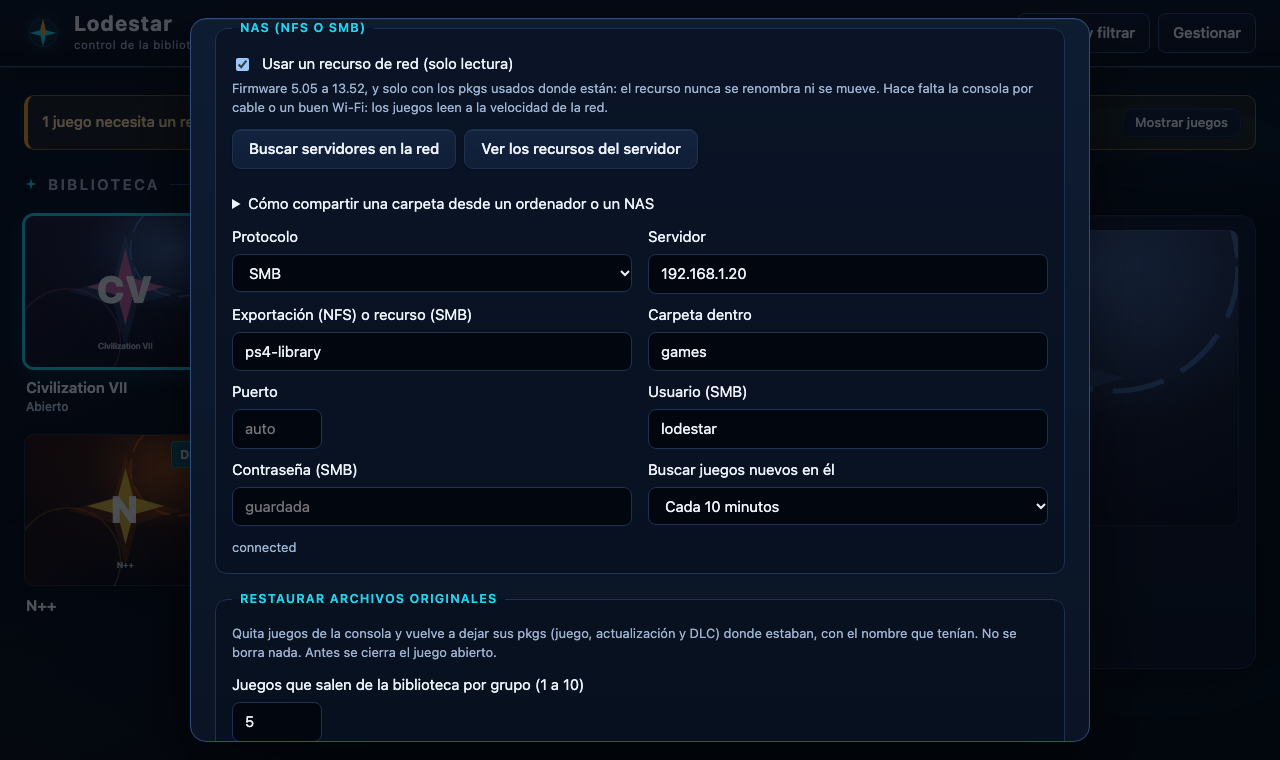 Lodestar
control de la bibliot
y filtrar
Gestionar
1 juego necesita un re
Mostrar juegos
BIBLIOTECA
CV
Civilization VII
Civilization VII
Abierto
D
N
N++
N++
NAS (NFS O SMB)
Usar un recurso de red (solo lectura)
Firmware 5.05 a 13.52, y solo con los pkgs usados donde están: el recurso nunca se renombra ni se mueve. Hace falta la consola por
cable o un buen Wi-Fi: los juegos leen a la velocidad de la red.
Buscar servidores en la red
Ver los recursos del servidor
Cómo compartir una carpeta desde un ordenador o un NAS
Protocolo
Servidor
SMB
192.168.1.20
Exportación (NFS) o recurso (SMB)
Carpeta dentro
ps4-library
games
Puerto
Usuario (SMB)
auto
lodestar
Contraseña (SMB)
Buscar juegos nuevos en él
guardada
Cada 10 minutos
connected
RESTAURAR ARCHIVOS ORIGINALES
Quita juegos de la consola y vuelve a dejar sus pkgs (juego, actualización y DLC) donde estaban, con el nombre que tenían. No se
borra nada. Antes se cierra el juego abierto.
Juegos que salen de la biblioteca por grupo (1 a 10)
5